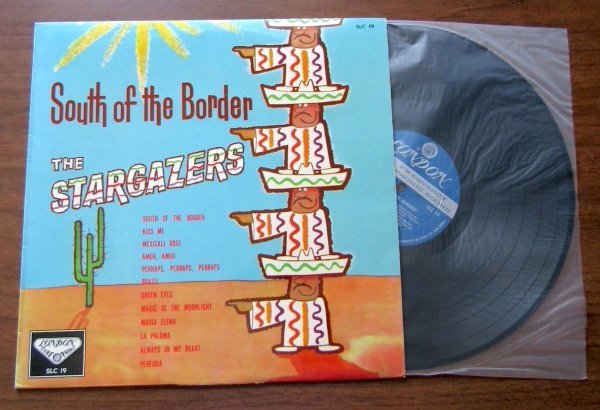 SLC 19
South of the Border
THE
STARGAZERS
SOUTH OF THE BORDER
KISS ME
MEXICALI ROSE
AMOR, AMOR
PERHAPS, PERHAPS, PERHAPS
BRAZIL
GREEN EYES
MAGIC IS THE MOONLIGHT
MARIA ELENA
LA PALOMA
ALWAYS IN MY HEART
PERFIDIA
LONDON
SLC 19
LONDON